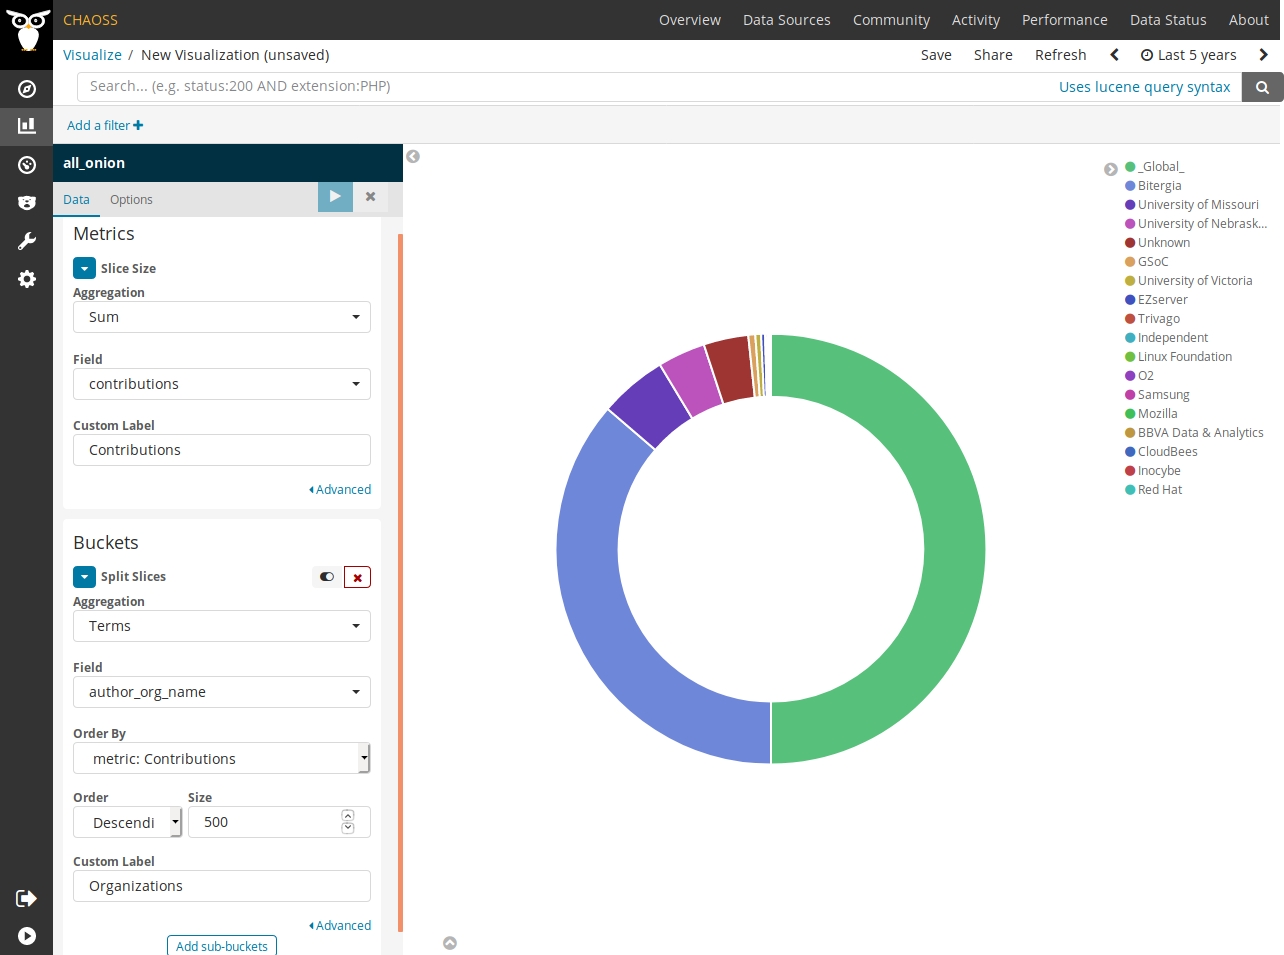 CHAOSS
Overview Data Sources Community Activity Performance Data Status About
Visualize / New Visualization (unsaved)
Save Share Refresh Last 5 years
Search... (e.g. status:200 AND extension:PHP)
Uses lucene query syntax
Add a filter
all_onion
Data Options
Metrics
Slice Size
Aggregation
Sum
Field
contributions
Custom Label
Contributions
Advanced
Buckets
Split Slices
Aggregation
Terms
Field
author_org_name
Order By
metric: Contributions
Order Size
Descendi 500
Custom Label
Organizations
Advanced
Add sub-buckets
_Global_
Bitergia
University of Missouri
University of Nebrask...
Unknown
GSoC
University of Victoria
EZserver
Trivago
Independent
Linux Foundation
O2
Samsung
Mozilla
BBVA Data & Analytics
CloudBees
Inocybe
Red Hat